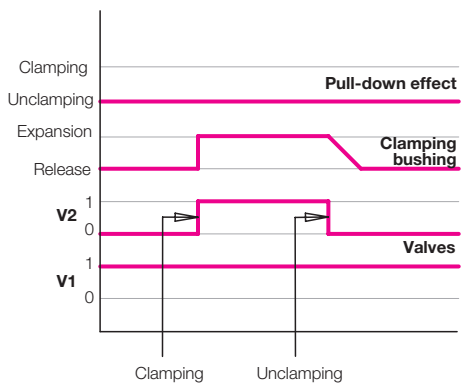 Clamping
Pull-down effect
Unclamping
Expansion
Clamping
bushing
Release
1
V2
0
Valves
1
V1
0
Clamping Unclamping